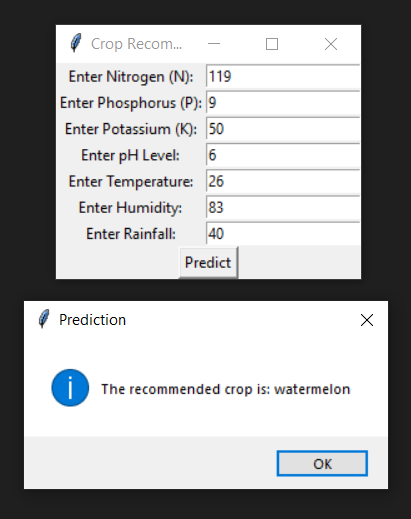 Crop Recom...
Enter Nitrogen (N): 119
Enter Phosphorus (P): 9
Enter Potassium (K): 50
Enter pH Level: 6
Enter Temperature: 26
Enter Humidity: 83
Enter Rainfall: 40
Predict
Prediction
The recommended crop is: watermelon
OK